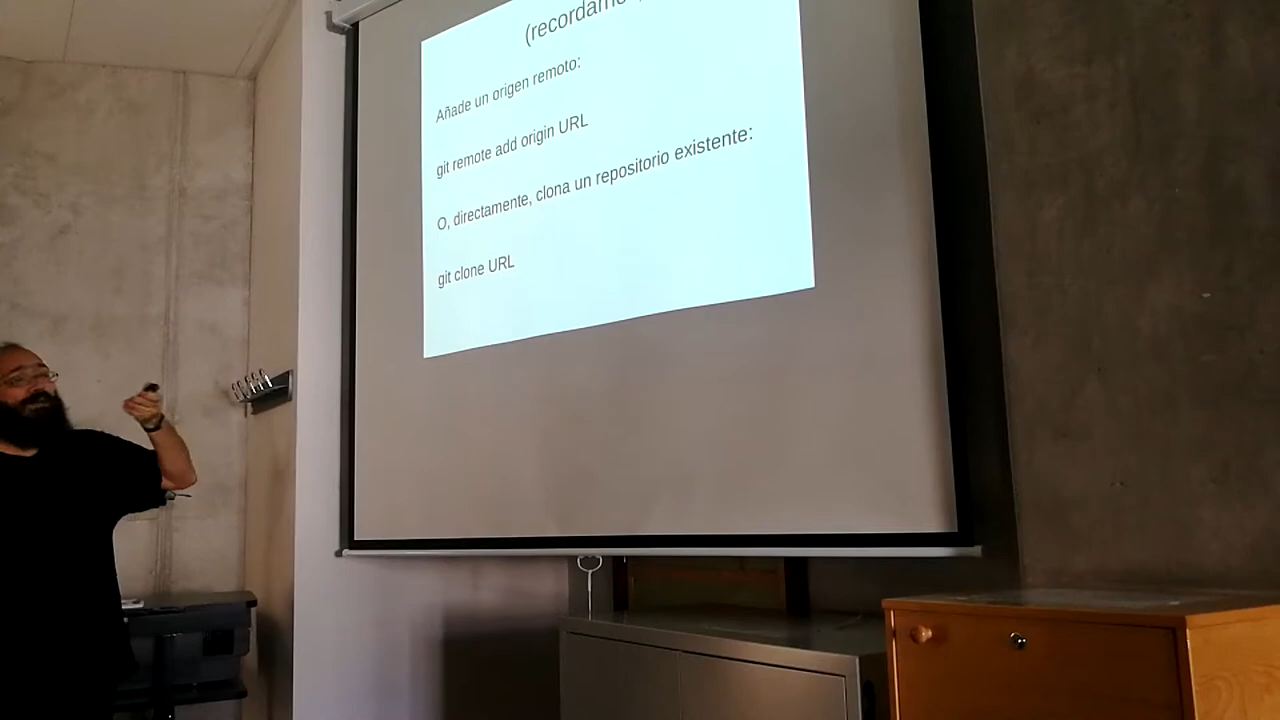 Añade un origen remoto:
git remote add origin URL
O, directamente, clona un repositorio existente:
git clone URL